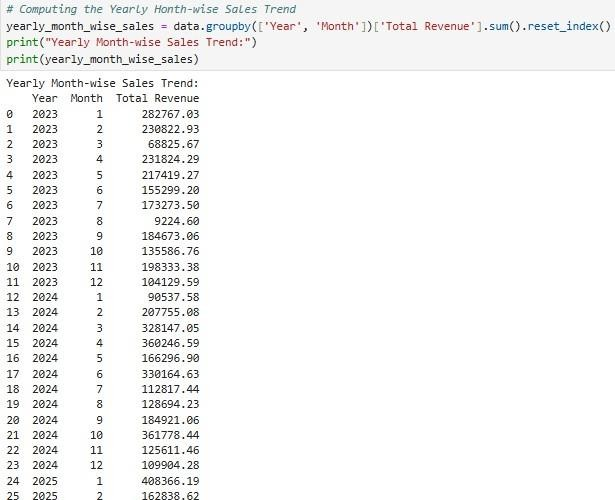 # Computing the Yearly Month-wise Sales Trend
yearly_month_wise_sales = data.groupby(['Year', 'Month'])['Total Revenue'].sum().reset_index()
print("Yearly Month-wise Sales Trend:")
print(yearly_month_wise_sales)
Yearly Month-wise Sales Trend:
Year Month Total Revenue
0 2023 1 282767.03
1 2023 2 230822.93
2 2023 3 68825.67
3 2023 4 231824.29
4 2023 5 217419.27
5 2023 6 155299.20
6 2023 7 173273.50
7 2023 8 9224.60
8 2023 9 184673.06
9 2023 10 135586.76
10 2023 11 198333.38
11 2023 12 104129.59
12 2024 1 90537.58
13 2024 2 207755.08
14 2024 3 328147.05
15 2024 4 360246.59
16 2024 5 166296.90
17 2024 6 330164.63
18 2024 7 112817.44
19 2024 8 128694.23
20 2024 9 184921.06
21 2024 10 361778.44
22 2024 11 125611.46
23 2024 12 109904.28
24 2025 1 408366.19
25 2025 2 162838.62